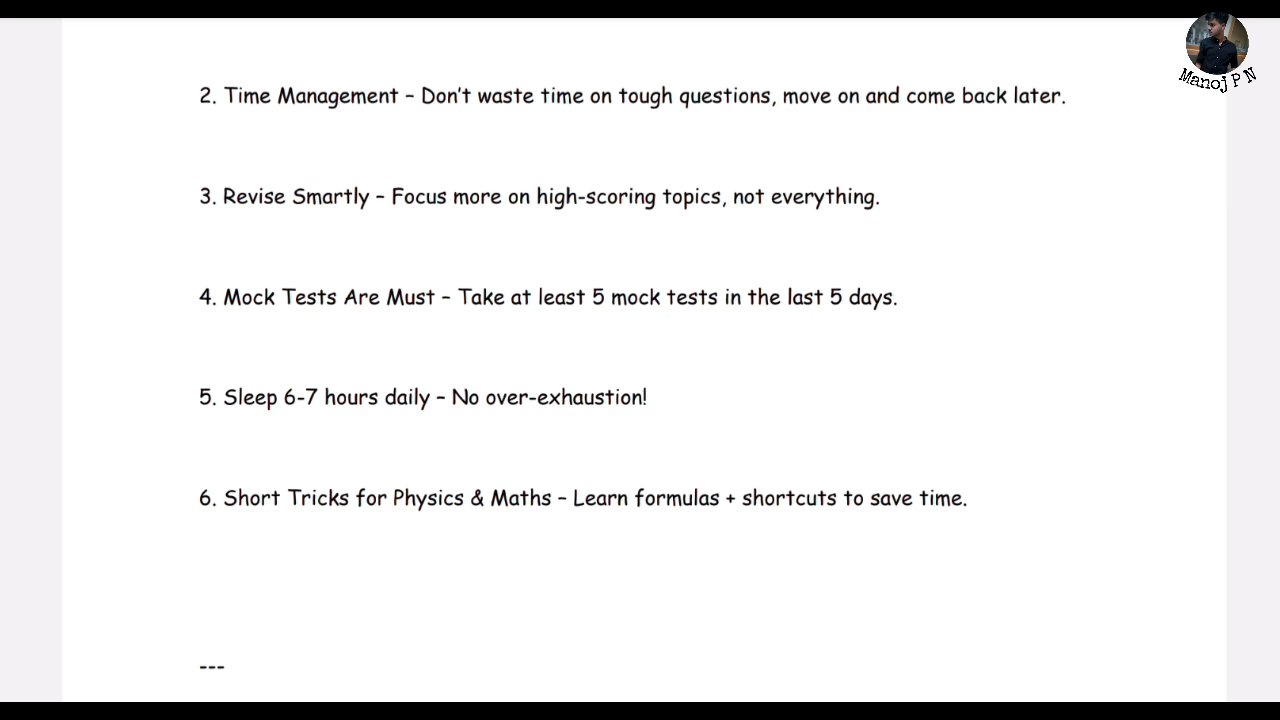 Manoj P N
2. Time Management – Don't waste time on tough questions, move on and come back later.
3. Revise Smartly – Focus more on high-scoring topics, not everything.
4. Mock Tests Are Must – Take at least 5 mock tests in the last 5 days.
5. Sleep 6-7 hours daily – No over-exhaustion!
6. Short Tricks for Physics & Maths – Learn formulas + shortcuts to save time.
---